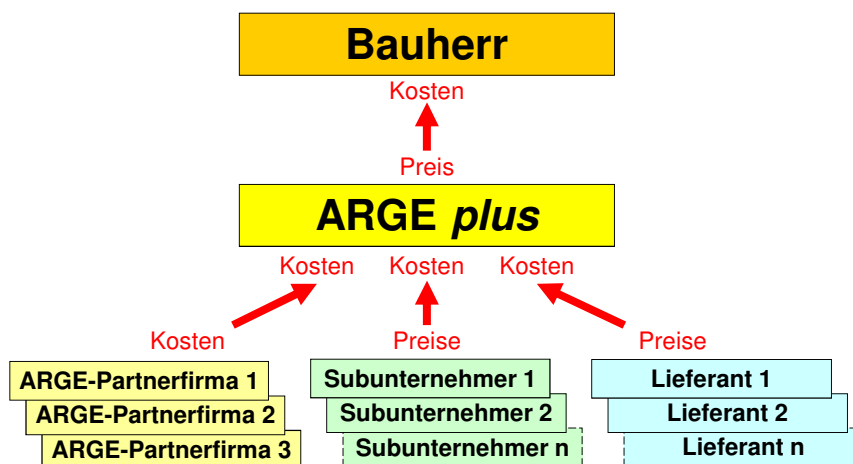 Bauherr
Kosten
Preis
ARGE plus
Kosten Kosten Kosten
Kosten Preise Preise
ARGE-Partnerfirma 1 Subunternehmer 1 Lieferant 1
ARGE-Partnerfirma 2 Subunternehmer 2 Lieferant 2
ARGE-Partnerfirma 3 Subunternehmer n Lieferant n